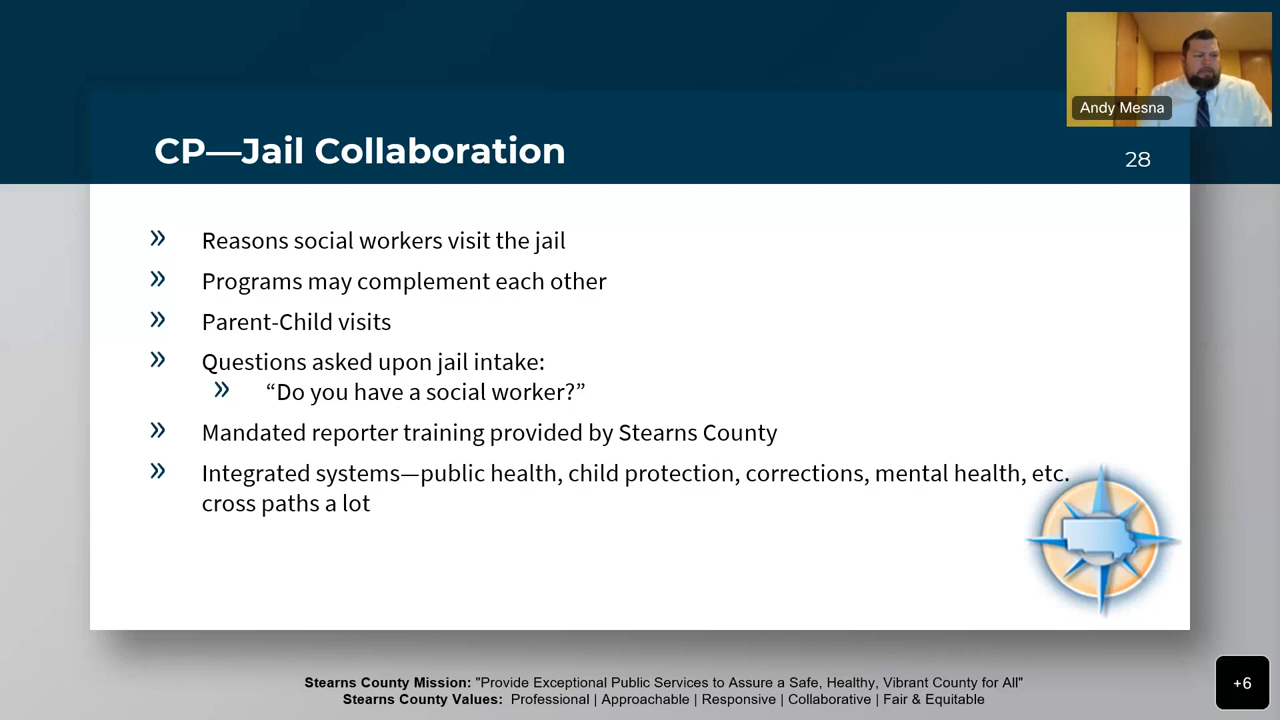 Andy Mesna
CP—Jail Collaboration
28
» Reasons social workers visit the jail
» Programs may complement each other
» Parent-Child visits
» Questions asked upon jail intake:
» “Do you have a social worker?”
» Mandated reporter training provided by Stearns County
» Integrated systems—public health, child protection, corrections, mental health, etc.
cross paths a lot
Stearns County Mission: "Provide Exceptional Public Services to Assure a Safe, Healthy, Vibrant County for All"
Stearns County Values: Professional | Approachable | Responsive | Collaborative | Fair & Equitable
+6